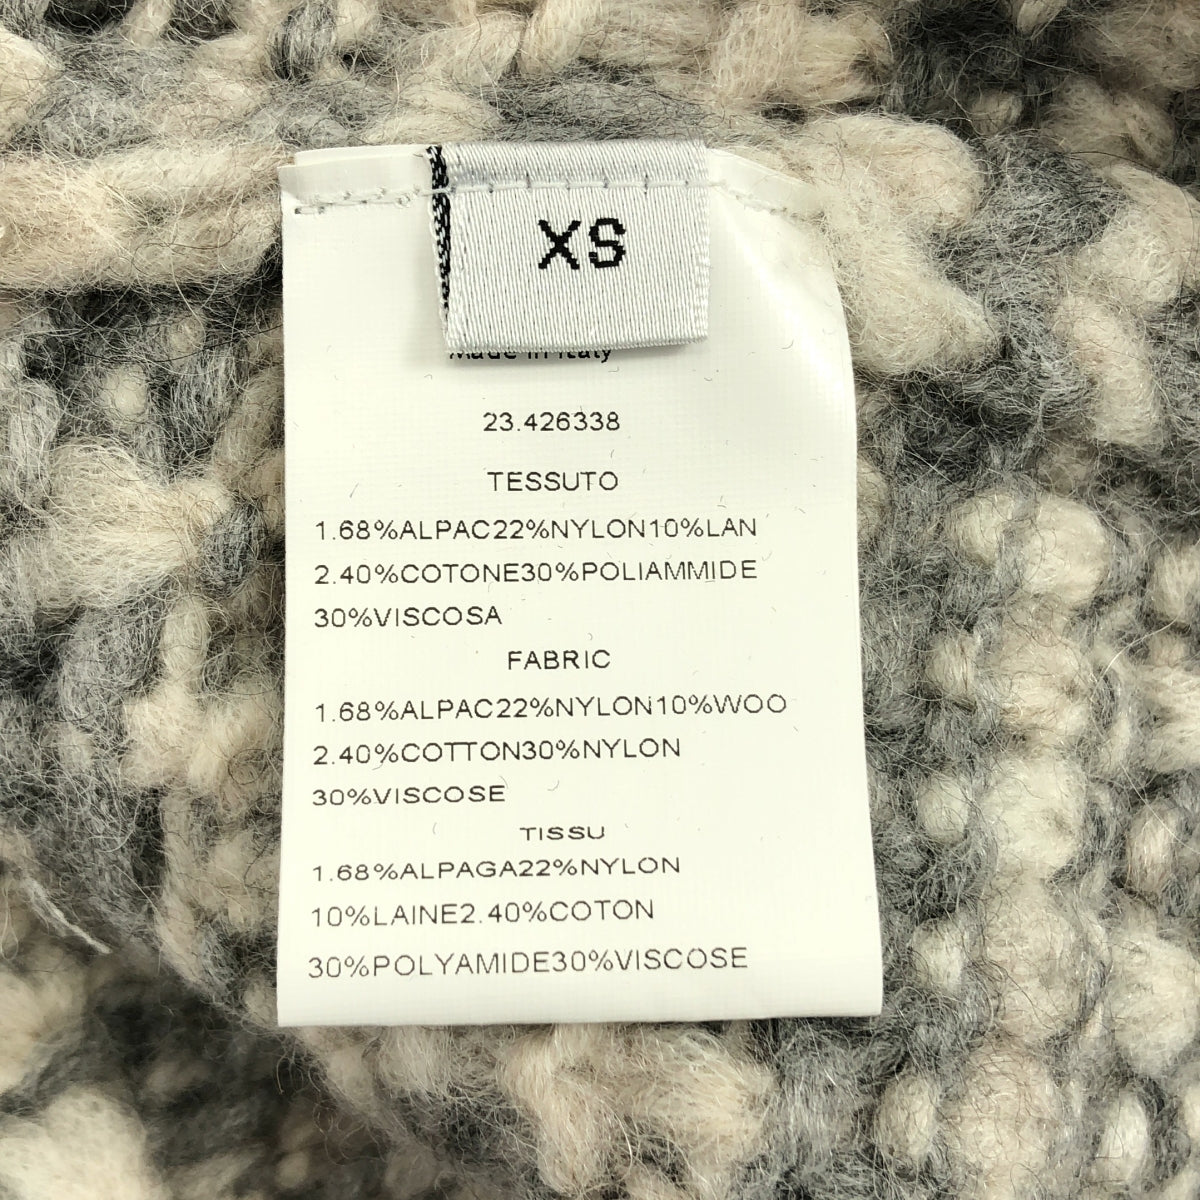 XS
Made in Italy
23.426338
TESSUTO
1.68%ALPAC22%NYLON10%LAN
2.40%COTONE30%POLIAMMIDE
30%VISCOSA
FABRIC
1.68%ALPAC22%NYLON10%WOO
2.40%COTTON30%NYLON
30%VISCOSE
TISSU
1.68%ALPAGA22%NYLON
10%LAINE2.40%COTON
30%POLYAMIDE30%VISCOSE